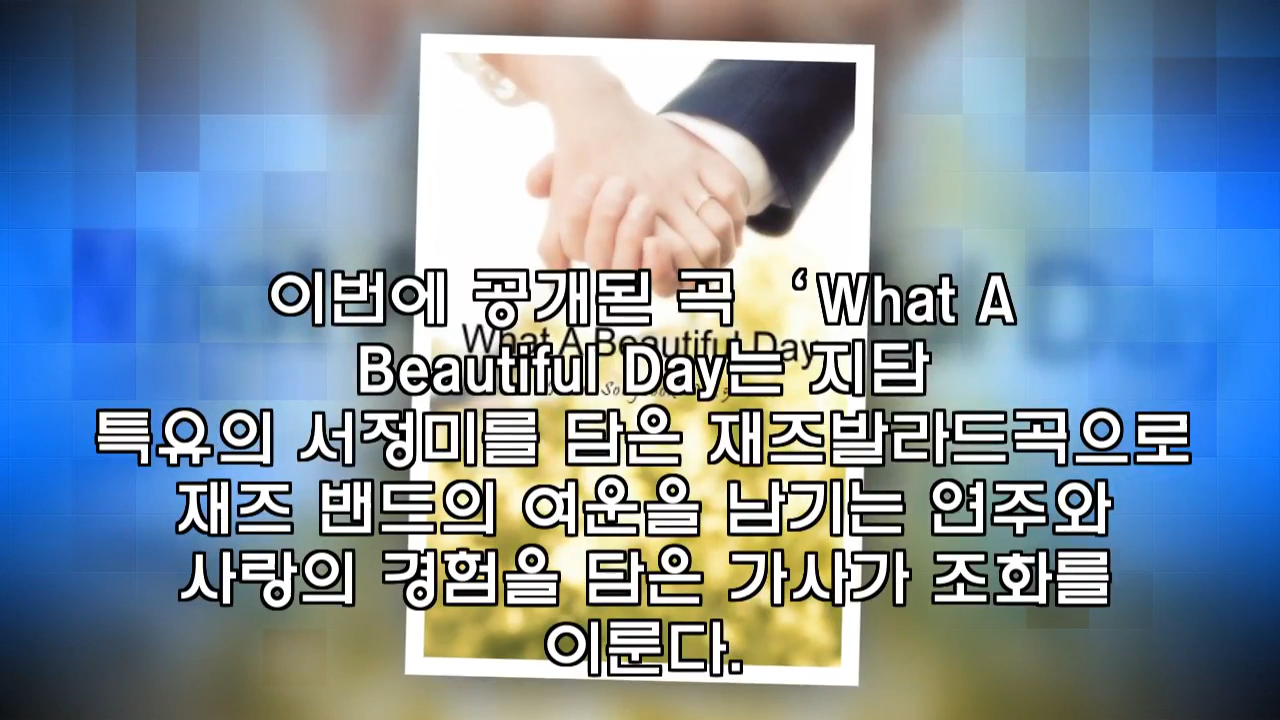 이번에 공개된 곡 ‘What A
Beautiful Day는 지담
특유의 서정미를 담은 재즈발라드곡으로
재즈 밴드의 여운을 남기는 연주와
사랑의 경험을 담은 가사가 조화를
이룬다.
What A Beautiful Day